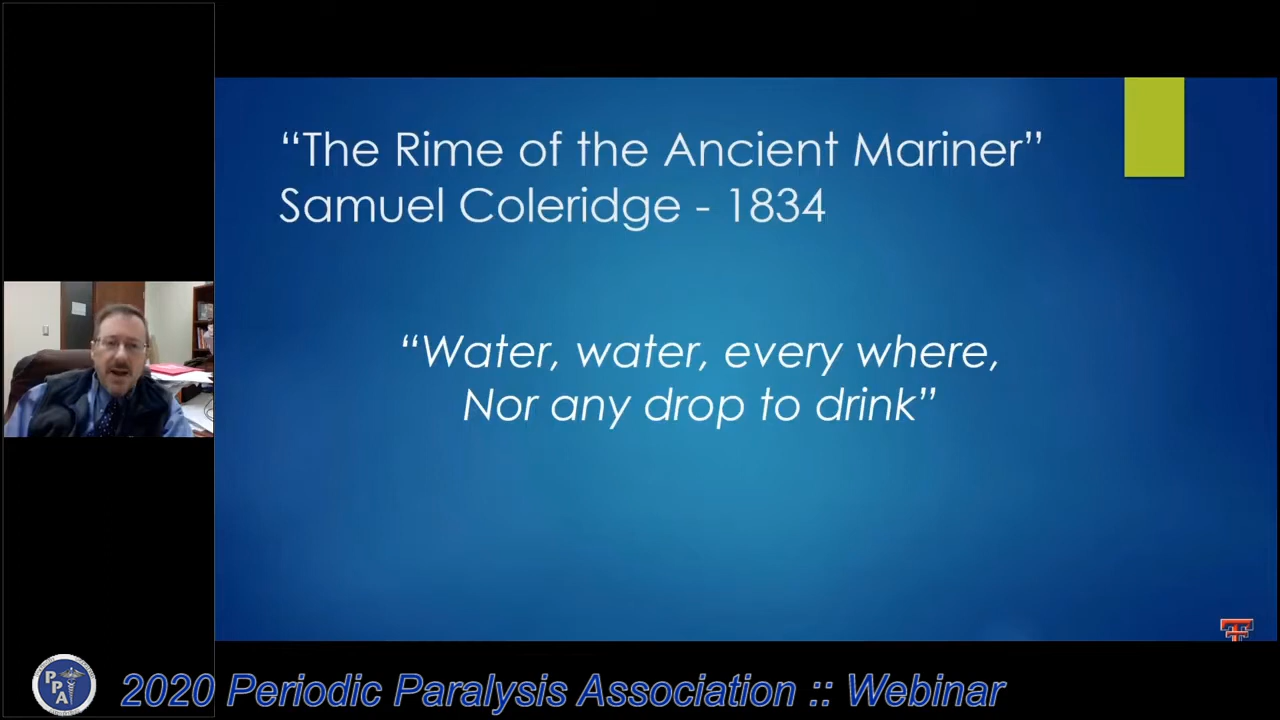 “The Rime of the Ancient Mariner”
Samuel Coleridge - 1834
“Water, water, every where,
Nor any drop to drink”
PPA
2020 Periodic Paralysis Association :: Webinar